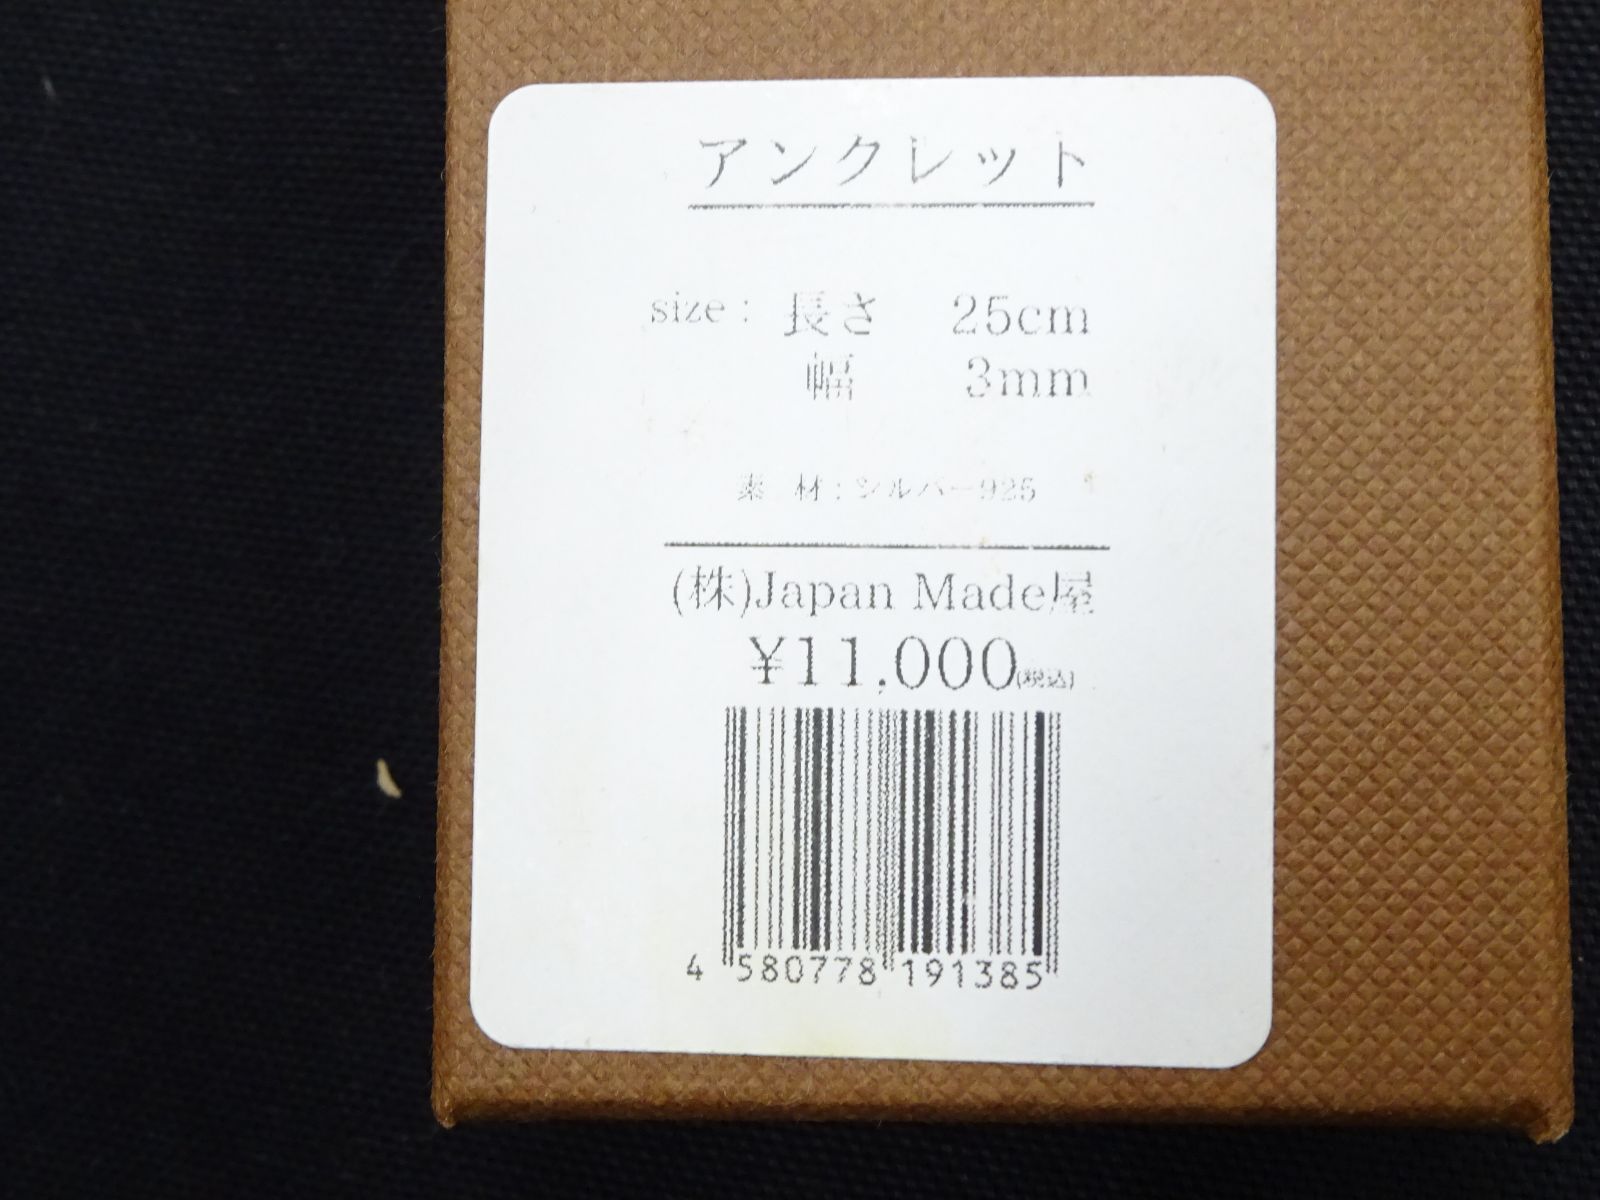 アンクレット
size : 長さ 25cm
幅 3mm
素 材 : シルバー925
(株)Japan Made屋
¥11,000(税込)
4 580778 191385